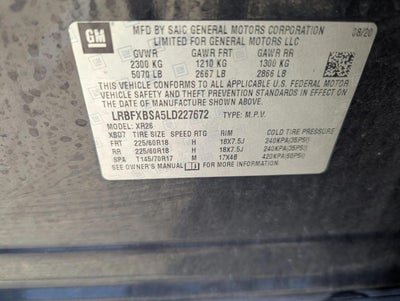 GM
MFD BY SAIC GENERAL MOTORS CORPORATION
LIMITED FOR GENERAL MOTORS LLC
08/20
GVWR GAWR FRT GAWR RR
2300 KG 1210 KG 1300 KG
5070 LB 2667 LB 2866 LB
THIS VEHICLE CONFORMS TO ALL APPLICABLE U.S. FEDERAL MOTOR
VEHICLE SAFETY AND THEFT PREVENTION STANDARDS IN EFFECT ON
THE DATE OF MANUFACTURE SHOWN ABOVE.
LRBFXBSA5LD227672 TYPE: M.P.V.
MODEL: XR26
XBO7 TIRE SIZE SPEED RTG RIM COLD TIRE PRESSURE
FRT 225/60R18 H 18X7.5J 240KPA(35PSI)
RR 225/60R18 H 18X7.5J 240KPA(35PSI)
SPA T145/70R17 M 17X4B 420KPA(60PSI)
SEE OWNER'S MANUAL FOR MORE INFORMATION.